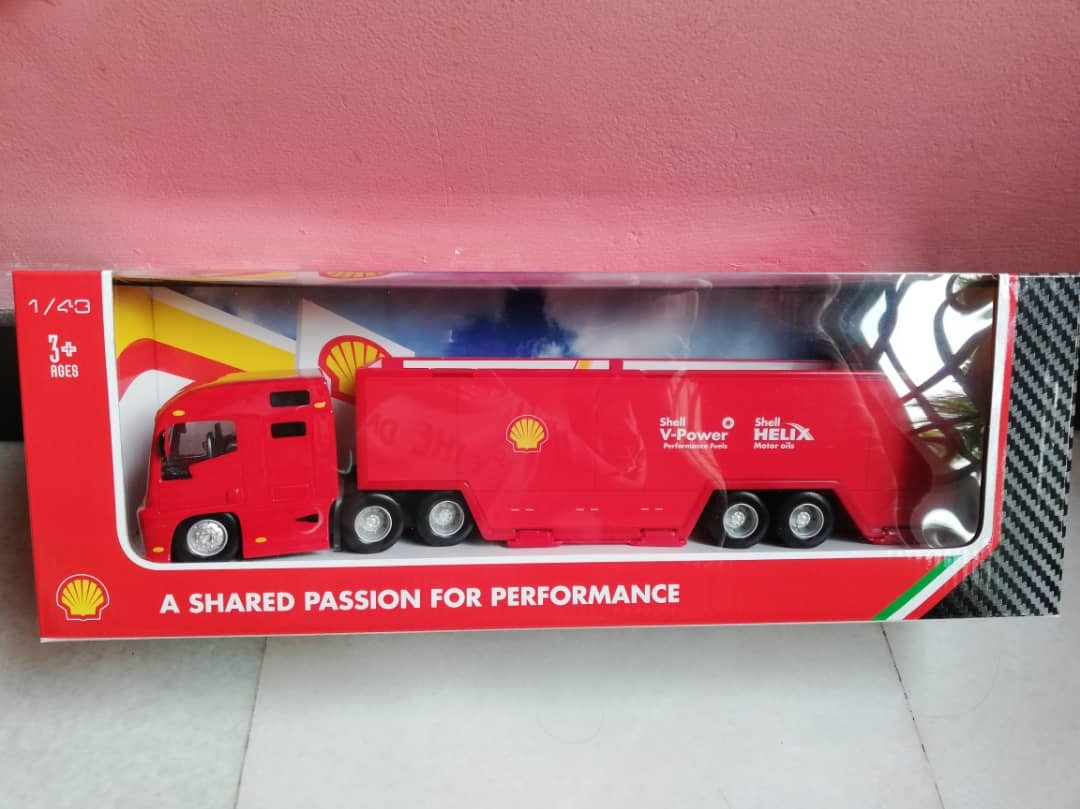 1/43
3+
AGES
Shell
V-Power
Performance Fuels
Shell
HELIX
Motor oils
A SHARED PASSION FOR PERFORMANCE